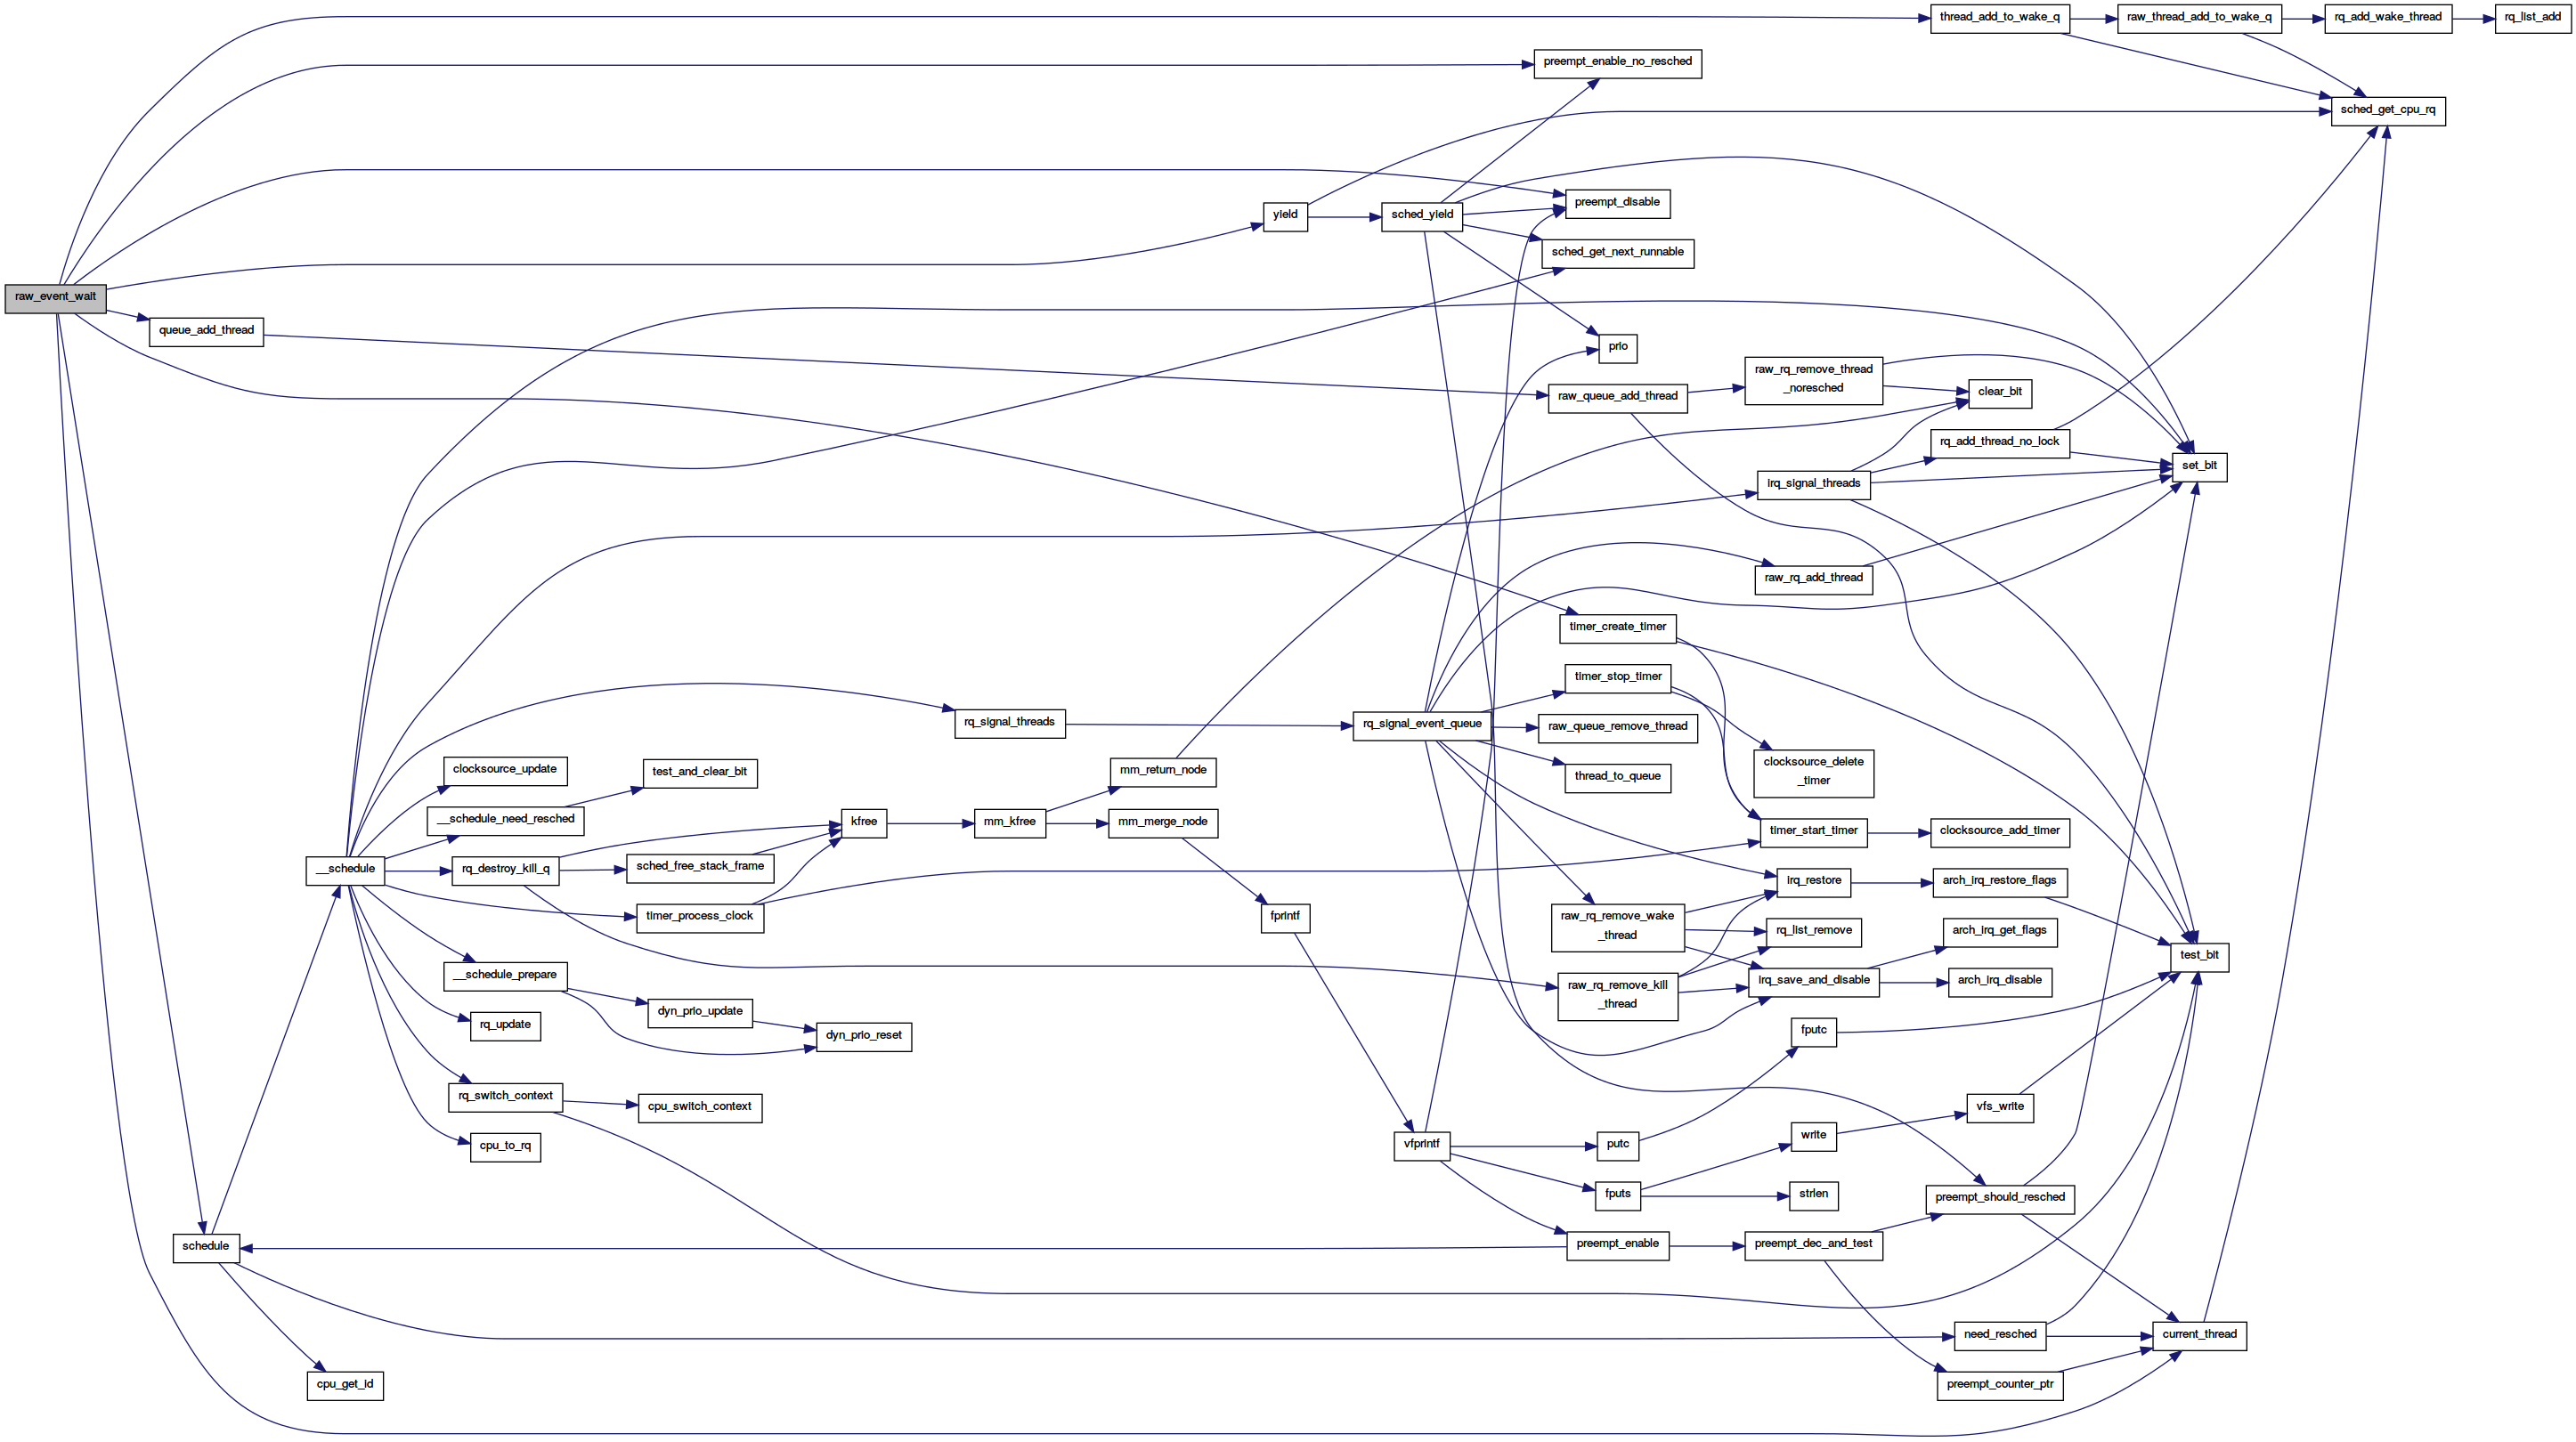 thread_add_to_wake_q
raw_thread_add_to_wake_q
rq_add_wake_thread
rq_list_add
preempt_enable_no_resched
sched_get_cpu_rq
preempt_disable
yield
sched_yield
sched_get_next_runnable
raw_event_wait
queue_add_thread
prio
raw_rq_remove_thread
_noresched
raw_queue_add_thread
clear_bit
rq_add_thread_no_lock
set_bit
irq_signal_threads
raw_rq_add_thread
timer_create_timer
timer_stop_timer
rq_signal_threads
rq_signal_event_queue
raw_queue_remove_thread
clocksource_delete
_timer
thread_to_queue
clocksource_update
test_and_clear_bit
mm_return_node
__schedule_need_resched
kfree
mm_kfree
mm_merge_node
timer_start_timer
clocksource_add_timer
__schedule
rq_destroy_kill_q
sched_free_stack_frame
irq_restore
arch_irq_restore_flags
timer_process_clock
fprintf
raw_rq_remove_wake
_thread
rq_list_remove
arch_irq_get_flags
test_bit
__schedule_prepare
raw_rq_remove_kill
_thread
irq_save_and_disable
arch_irq_disable
dyn_prio_update
rq_update
dyn_prio_reset
fputc
rq_switch_context
cpu_switch_context
vfs_write
cpu_to_rq
vfprintf
putc
write
fputs
strlen
preempt_should_resched
schedule
preempt_enable
preempt_dec_and_test
need_resched
current_thread
cpu_get_id
preempt_counter_ptr